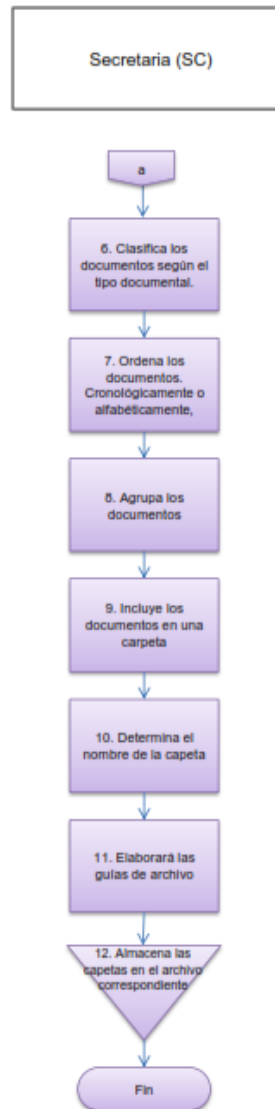 Secretaria (SC)
a
6. Clasifica los
documentos según el
tipo documental.
7. Ordena los
documentos.
Cronológicamente o
alfabéticamente,
8. Agrupa los
documentos
9. Incluye los
documentos en una
carpeta
10. Determina el
nombre de la capeta
11. Elaborará las
guías de archivo
12. Almacena las
capetas en el archivo
correspondiente
Fin